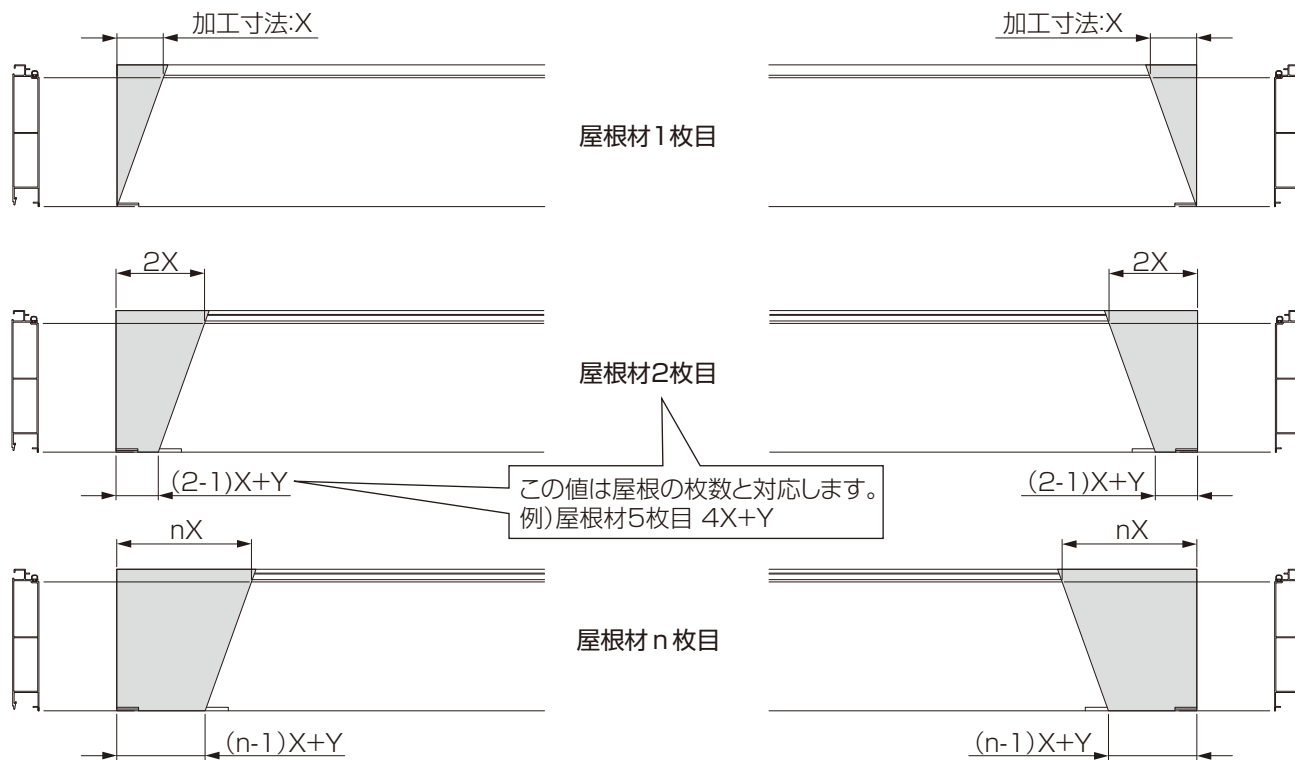 加工寸法:X
加工寸法:X
屋根材1枚目
2X
2X
屋根材2枚目
(2-1)X+Y
(2-1)X+Y
この値は屋根の枚数と対応します。
例)屋根材5枚目 4X+Y
nX
nX
屋根材n枚目
(n-1)X+Y
(n-1)X+Y